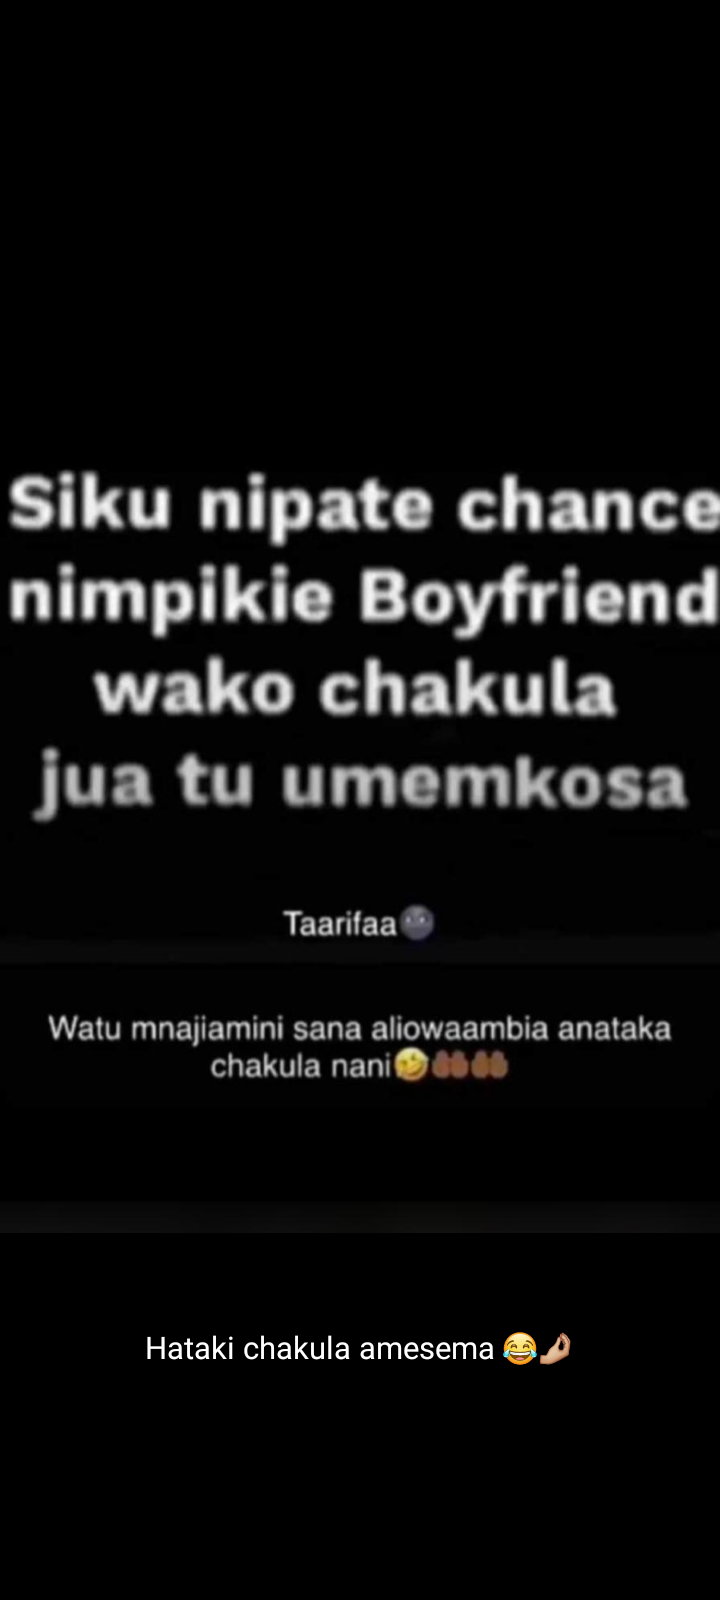 Siku nipate chance
nimpikie Boyfriend
wako chakula
jua tu umemkosa
Taarifaa🌚
Watu mnajiamini sana aliowaambia anataka
chakula nani🤣🤲🏾🤲🏾
Hataki chakula amesema 😂🤌🏼